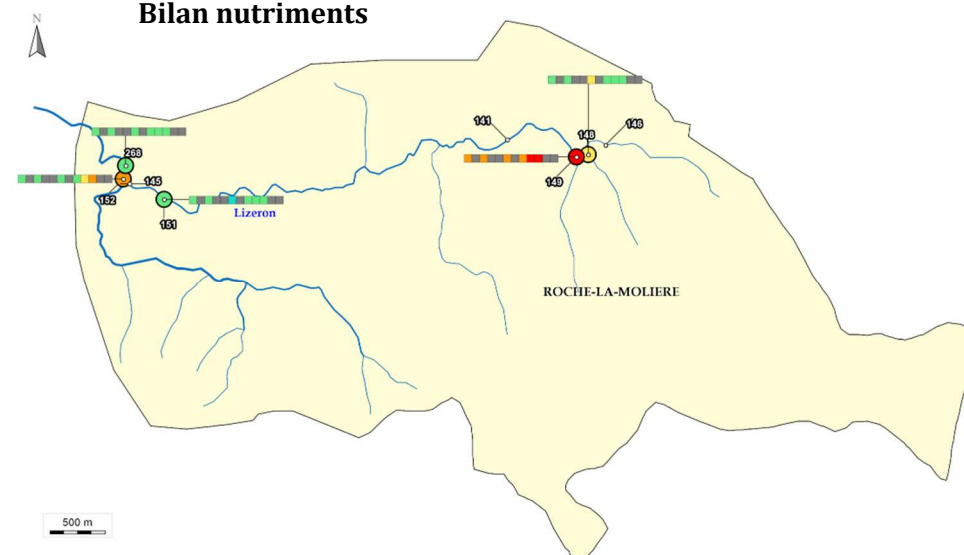 Bilan nutriments
N
141
148
146
149
268
145
152
151
Lizeron
ROCHE-LA-MOLIERE
500 m